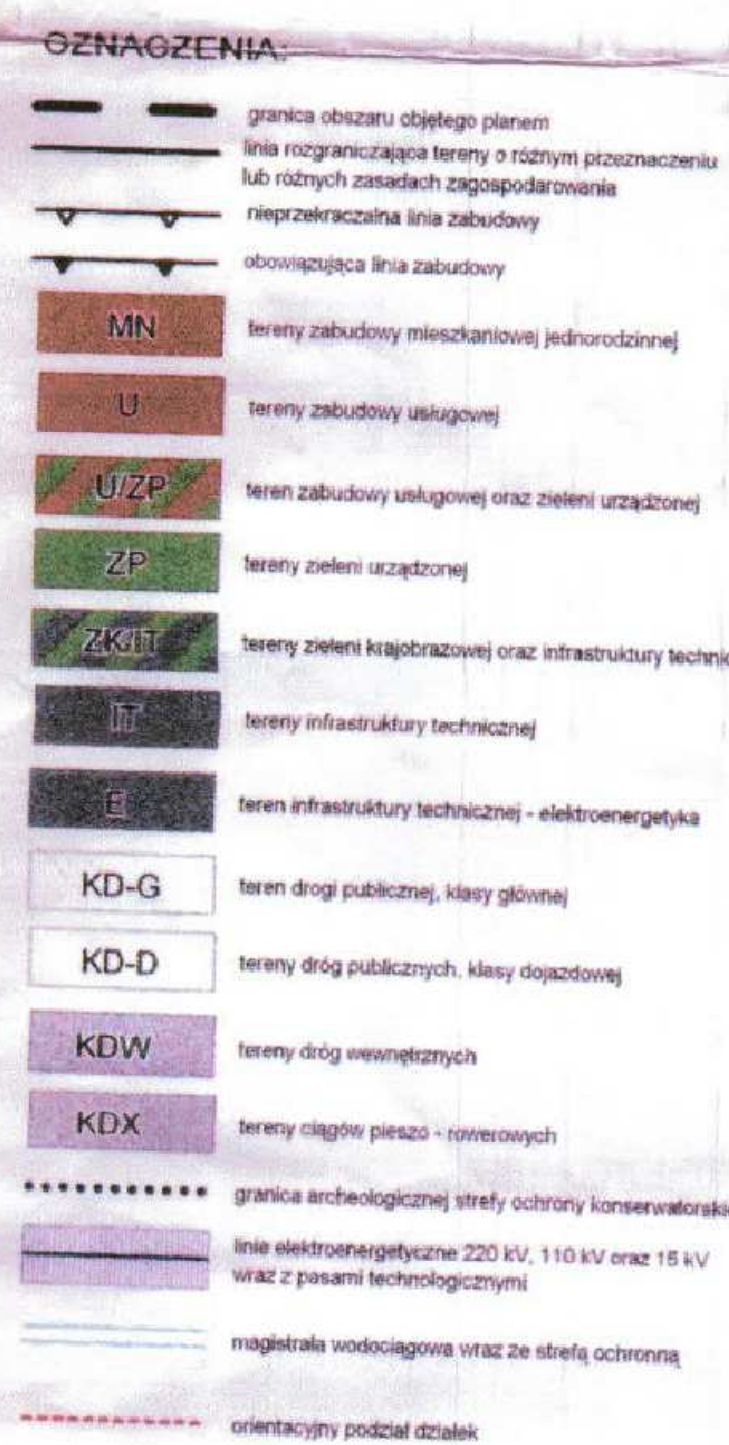 OZNACZENIA:
granica obszaru objętego planem
linia rozgraniczająca tereny o różnym przeznaczeniu
lub różnych zasadach zagospodarowania
nieprzekraczalna linia zabudowy
obowiązująca linia zabudowy
MN tereny zabudowy mieszkaniowej jednorodzinnej
U tereny zabudowy usługowej
U/ZP teren zabudowy usługowej oraz zieleni urządzonej
ZP tereny zieleni urządzonej
ZK/IT tereny zieleni krajobrazowej oraz infrastruktury technic
IT tereny infrastruktury technicznej
E teren infrastruktury technicznej - elektroenergetyka
KD-G teren drogi publicznej, klasy głównej
KD-D tereny dróg publicznych, klasy dojazdowej
KDW tereny dróg wewnętrznych
KDX tereny ciągów pieszo - rowerowych
granica archeologicznej strefy ochrony konserwatorski
linie elektroenergetyczne 220 kV, 110 kV oraz 15 kV
wraz z pasami technologicznymi
magistrala wodociągowa wraz ze strefą ochronną
orientacyjny podział działek